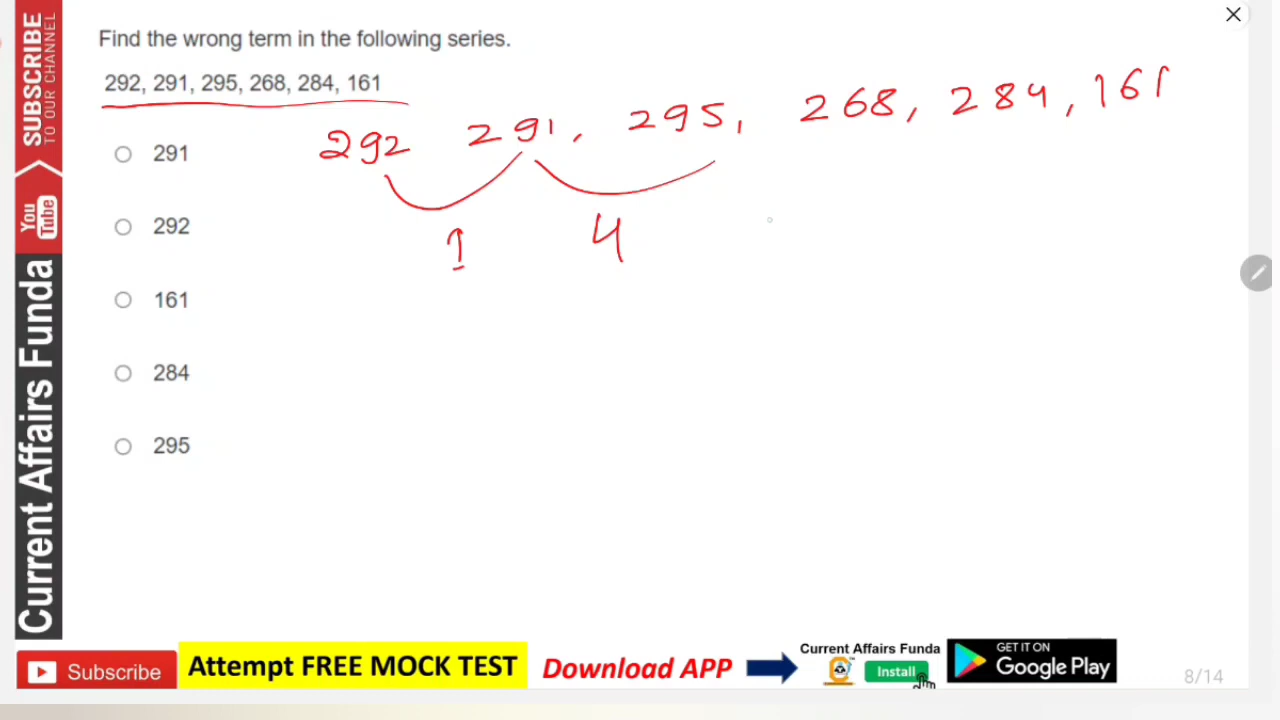 SUBSCRIBE
TO OUR CHANNEL
You
Tube
Current Affairs Funda
Find the wrong term in the following series.
292, 291, 295, 268, 284, 161
292 291, 295, 268, 284, 161
1 4
291
292
161
284
295
Subscribe
Attempt FREE MOCK TEST
Download APP
Current Affairs Funda
Install
GET IT ON
Google Play
8/14